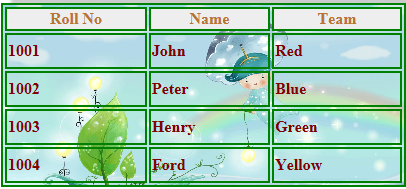 Roll No Name Team
1001 John Red
1002 Peter Blue
1003 Henry Green
1004 Ford Yellow